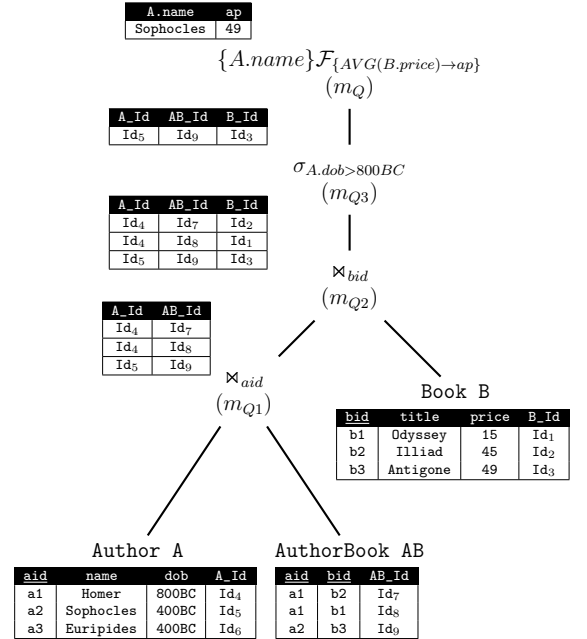 A.name ap
Sophocles 49
{A.name}F{AVG(B.price)→ap}
(mQ)
A_Id AB_Id B_Id
Id5 Id9 Id3
σA.dob>800BC
(mQ3)
A_Id AB_Id B_Id
Id4 Id7 Id2
Id4 Id8 Id1
Id5 Id9 Id3
⋈bid
(mQ2)
A_Id AB_Id
Id4 Id7
Id4 Id8
Id5 Id9
⋈aid
(mQ1)
Book B
bid title price B_Id
b1 Odyssey 15 Id1
b2 Illiad 45 Id2
b3 Antigone 49 Id3
Author A
aid name dob A_Id
a1 Homer 800BC Id4
a2 Sophocles 400BC Id5
a3 Euripides 400BC Id6
AuthorBook AB
aid bid AB_Id
a1 b2 Id7
a1 b1 Id8
a2 b3 Id9